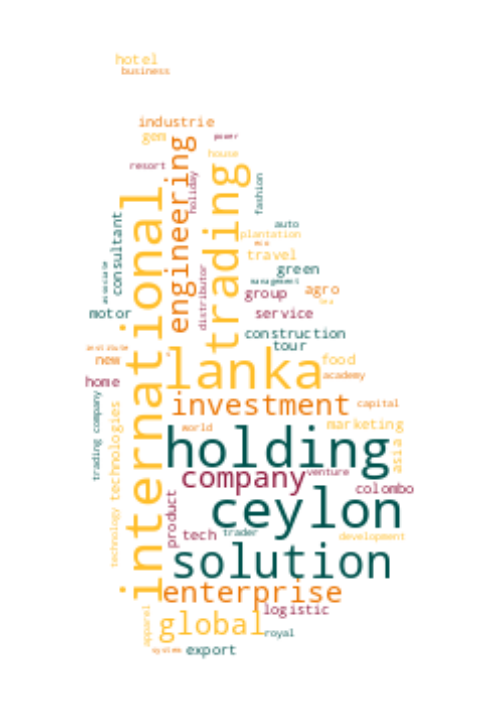 hotel
business
industrie
power
gem
engineering
house
resort
trading
holiday
fashion
international
consultant
auto
plantation
eco
travel
green
associate
distributor
management
group
agro
motor
service
construction
tour
institute
lanka
new
food
academy
home
investment
capital
trading company
technologies
world
marketing
holding
asia
company
venture
colombo
product
ceylon
technology
tech
trader
development
solution
enterprise
apparel
global
logistic
royal
system
export